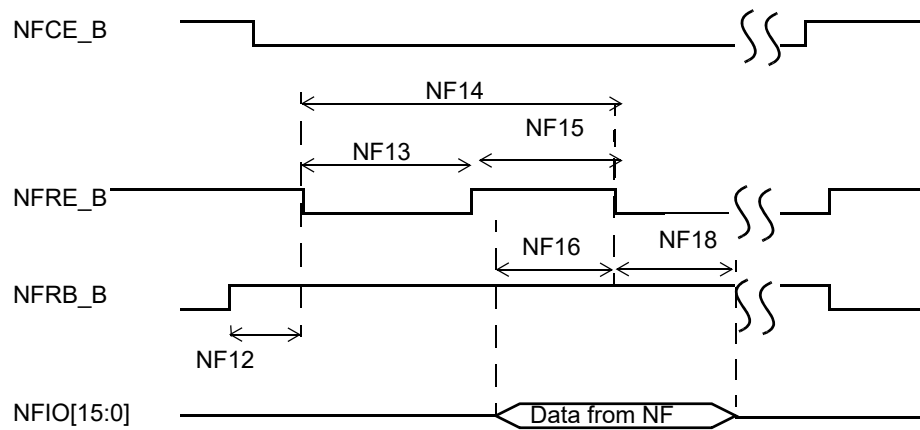 NFCE_B
NF14
NF15
NF13
NFRE_B
NF16
NF18
NFRB_B
NF12
NFIO[15:0]
Data from NF